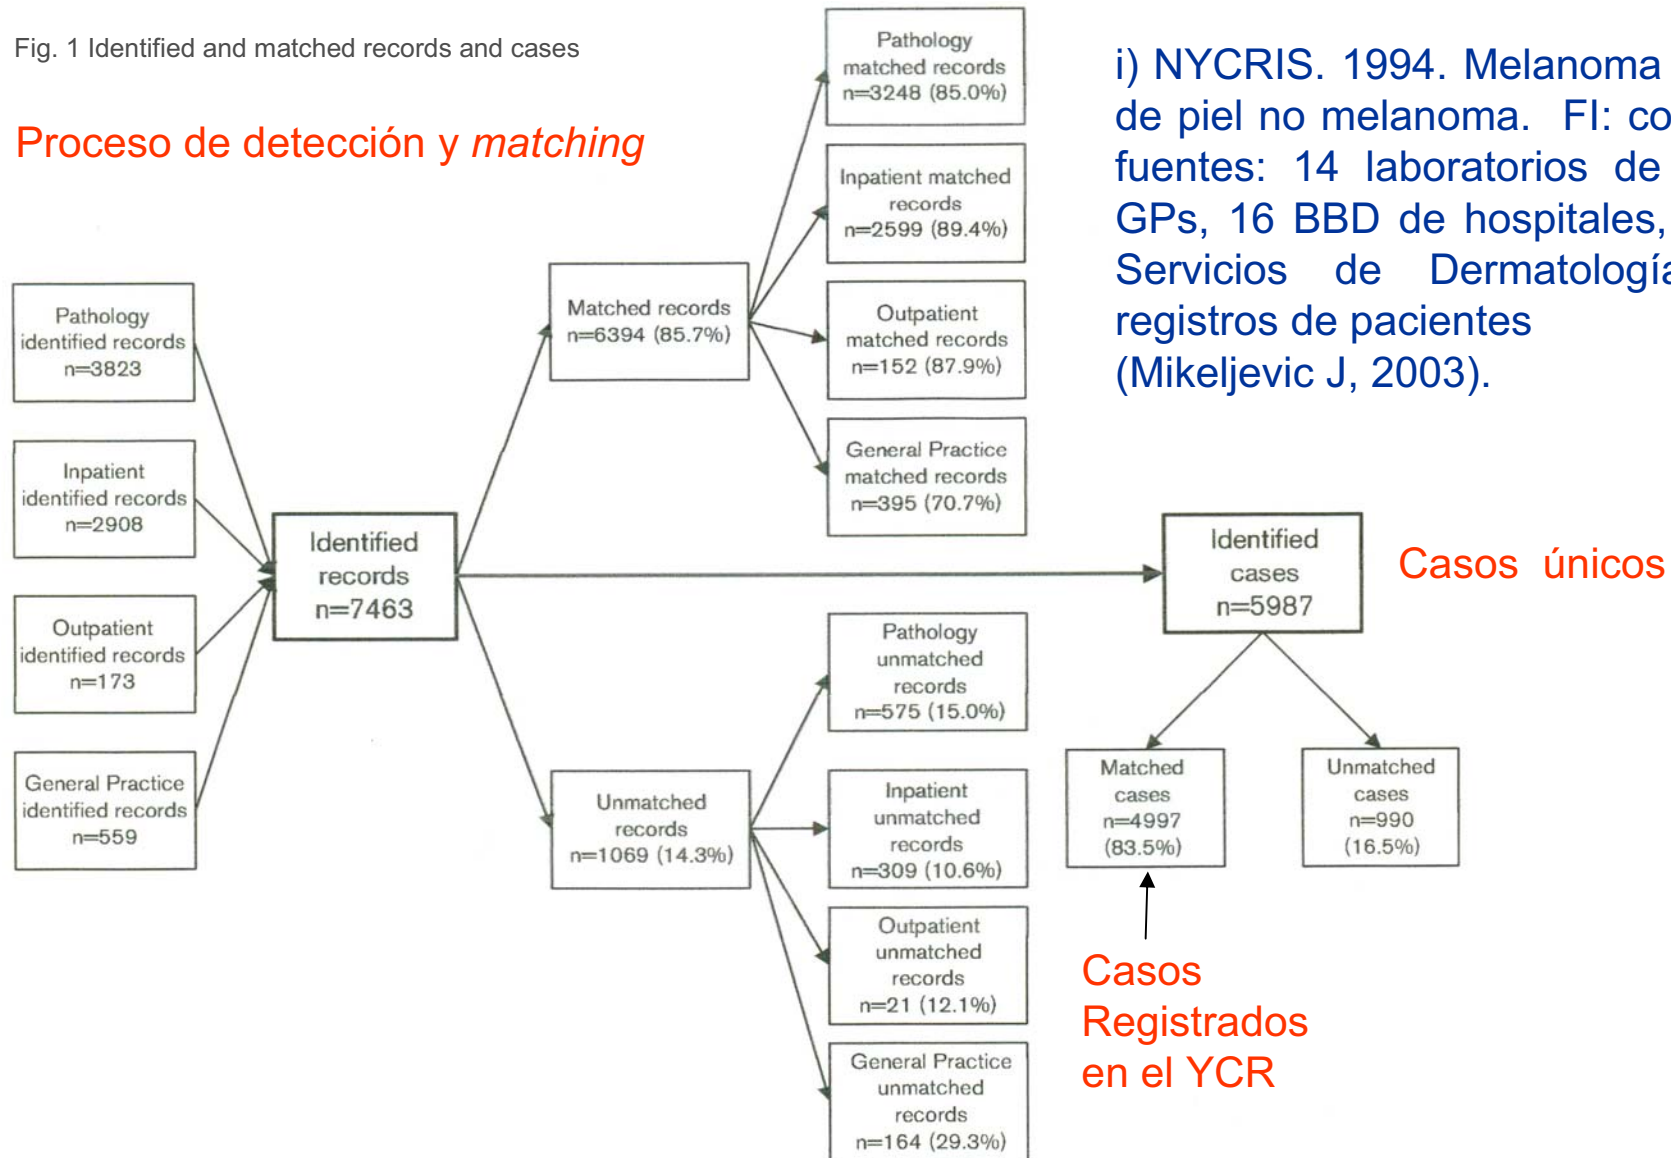 Fig. 1 Identified and matched records and cases
Proceso de detección y matching
i) NYCRIS. 1994. Melanoma
de piel no melanoma. FI: co
fuentes: 14 laboratorios de
GPs, 16 BBD de hospitales,
Servicios de Dermatología
registros de pacientes
(Mikeljevic J, 2003).
Pathology
identified records
n=3823
Inpatient
identified records
n=2908
Outpatient
identified records
n=173
General Practice
identified records
n=559
Identified
records
n=7463
Matched records
n=6394 (85.7%)
Unmatched
records
n=1069 (14.3%)
Pathology
matched records
n=3248 (85.0%)
Inpatient matched
records
n=2599 (89.4%)
Outpatient
matched records
n=152 (87.9%)
General Practice
matched records
n=395 (70.7%)
Pathology
unmatched
records
n=575 (15.0%)
Inpatient
unmatched
records
n=309 (10.6%)
Outpatient
unmatched
records
n=21 (12.1%)
General Practice
unmatched
records
n=164 (29.3%)
Identified
cases
n=5987
Casos únicos
Matched
cases
n=4997
(83.5%)
Unmatched
cases
n=990
(16.5%)
Casos
Registrados
en el YCR